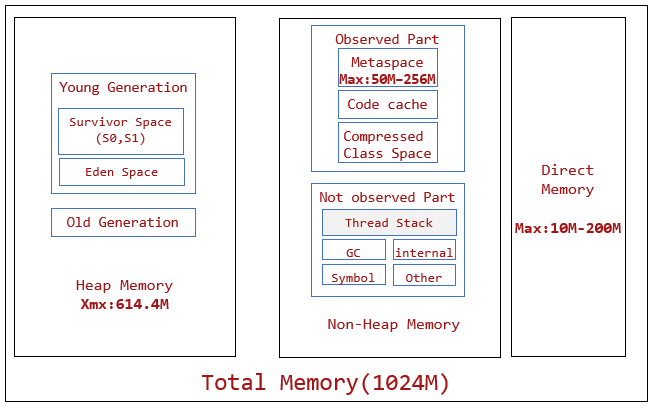 Young Generation
Survivor Space
(S0,S1)
Eden Space
Old Generation
Heap Memory
Xmx:614.4M
Observed Part
Metaspace
Max:50M-256M
Code cache
Compressed
Class Space
Not observed Part
Thread Stack
GC
internal
Symbol
Other
Non-Heap Memory
Direct
Memory
Max:10M-200M
Total Memory(1024M)